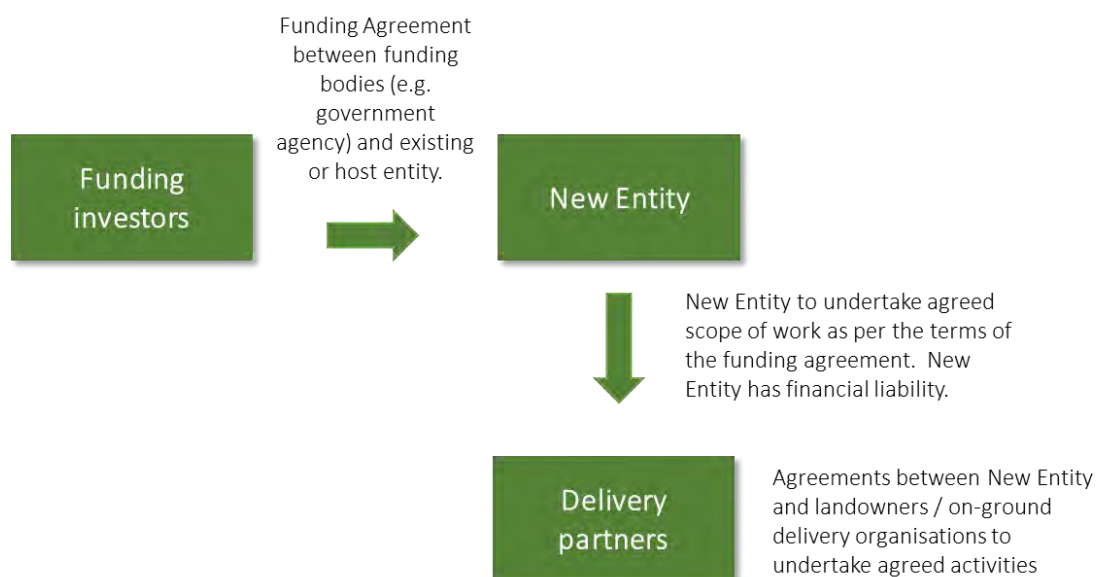 Funding Agreement
between funding
bodies (e.g.
government
agency) and existing
or host entity.
Funding
investors
New Entity
New Entity to undertake agreed
scope of work as per the terms of
the funding agreement.  New
Entity has financial liability.
Delivery
partners
Agreements between New Entity
and landowners / on-ground
delivery organisations to
undertake agreed activities